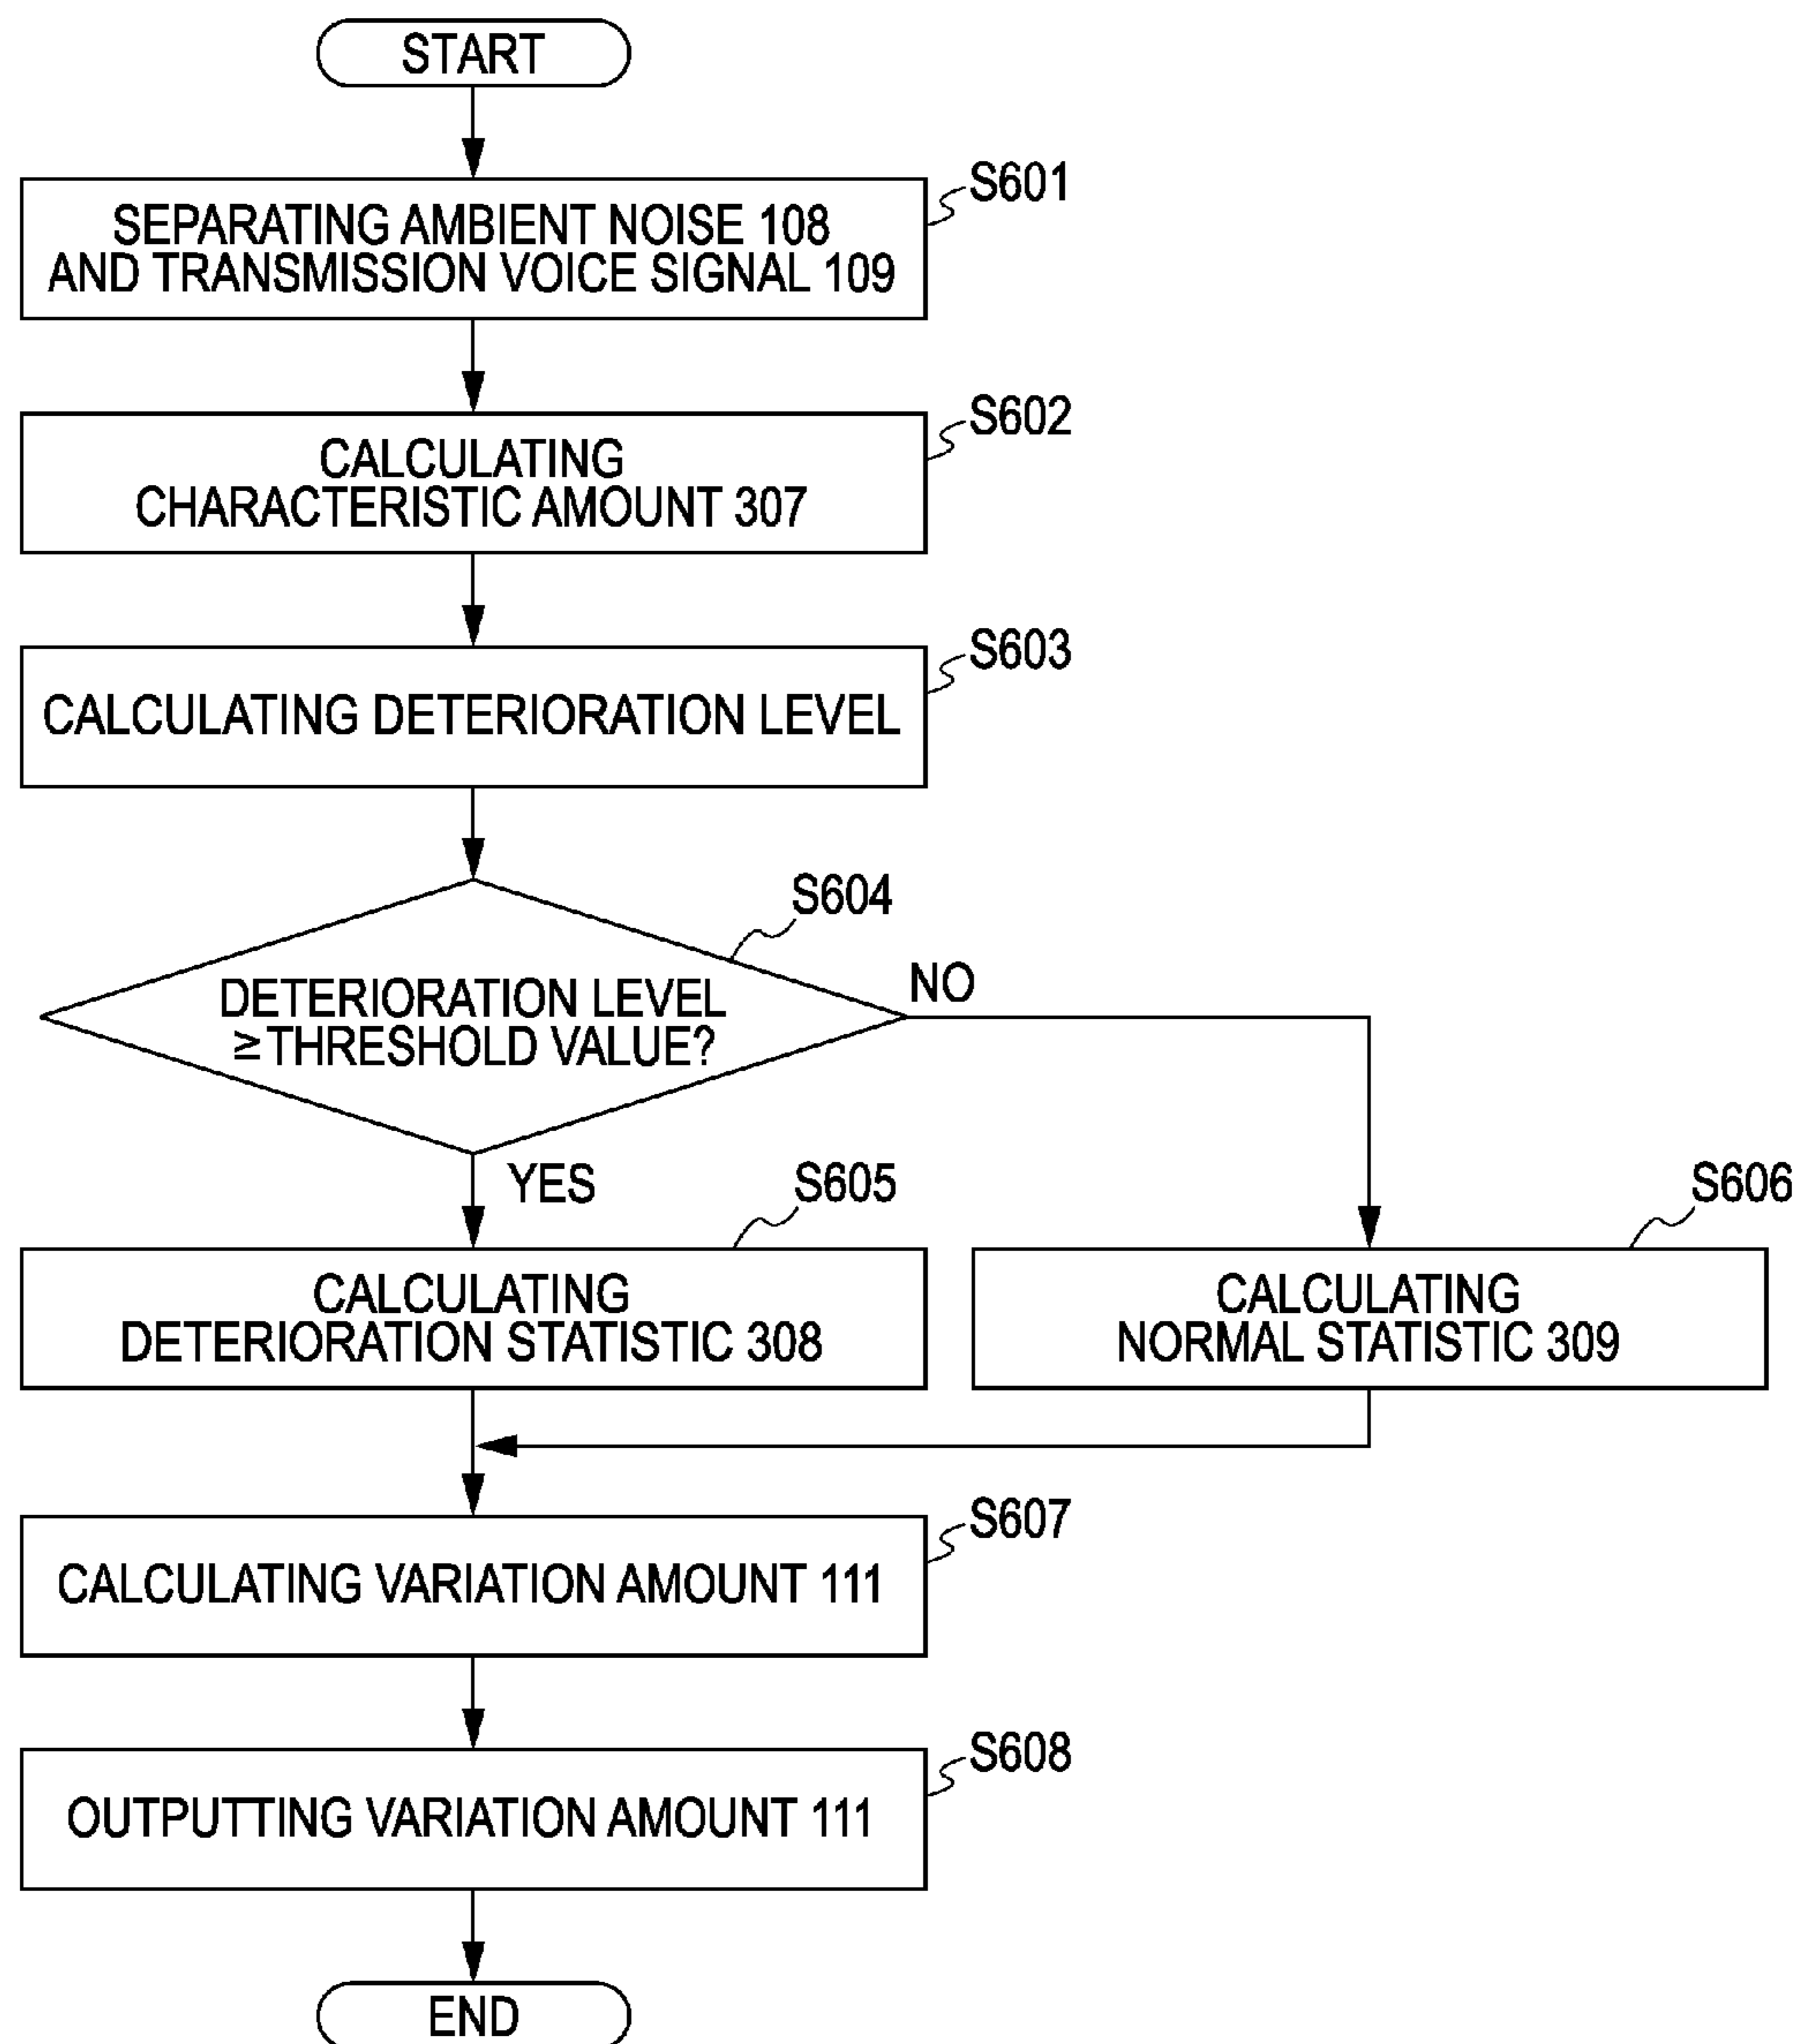 START
S601
SEPARATING AMBIENT NOISE 108
AND TRANSMISSION VOICE SIGNAL 109
S602
CALCULATING
CHARACTERISTIC AMOUNT 307
S603
CALCULATING DETERIORATION LEVEL
S604
DETERIORATION LEVEL
≥ THRESHOLD VALUE?
NO
YES
S605
CALCULATING
DETERIORATION STATISTIC 308
S606
CALCULATING
NORMAL STATISTIC 309
S607
CALCULATING VARIATION AMOUNT 111
S608
OUTPUTTING VARIATION AMOUNT 111
END